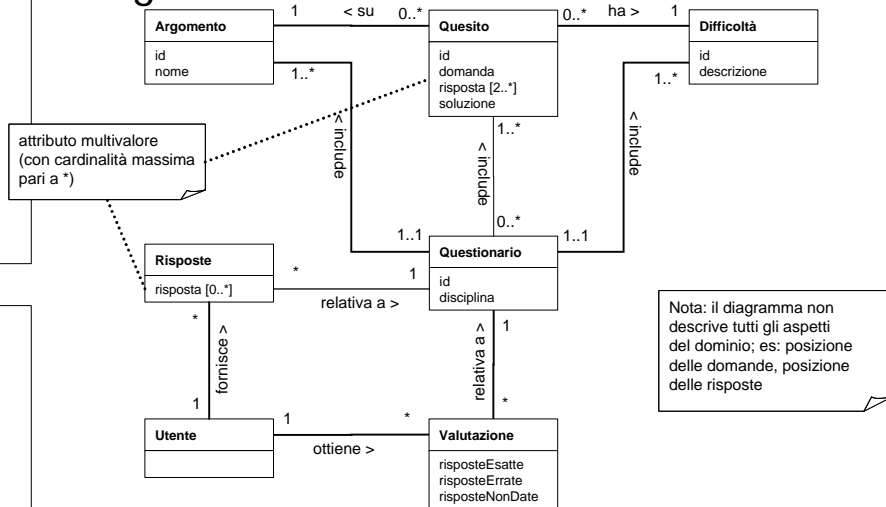 g
Argomento
id
nome
1
< su
0..*
Quesito
id
domanda
risposta [2..*]
soluzione
0..*
ha >
1
Difficoltà
id
descrizione
1..*
1..*
1..*
attributo multivalore
(con cardinalità massima
pari a *)
< include
< include
< include
0..*
1..1
1..1
Risposte
risposta [0..*]
*
1
relativa a >
Questionario
id
disciplina
Nota: il diagramma non
descrive tutti gli aspetti
del dominio; es: posizione
delle domande, posizione
delle risposte
*
fornisce >
1
relativa a >
1
*
Utente
1
*
ottiene >
Valutazione
risposteEsatte
risposteErrate
risposteNonDate